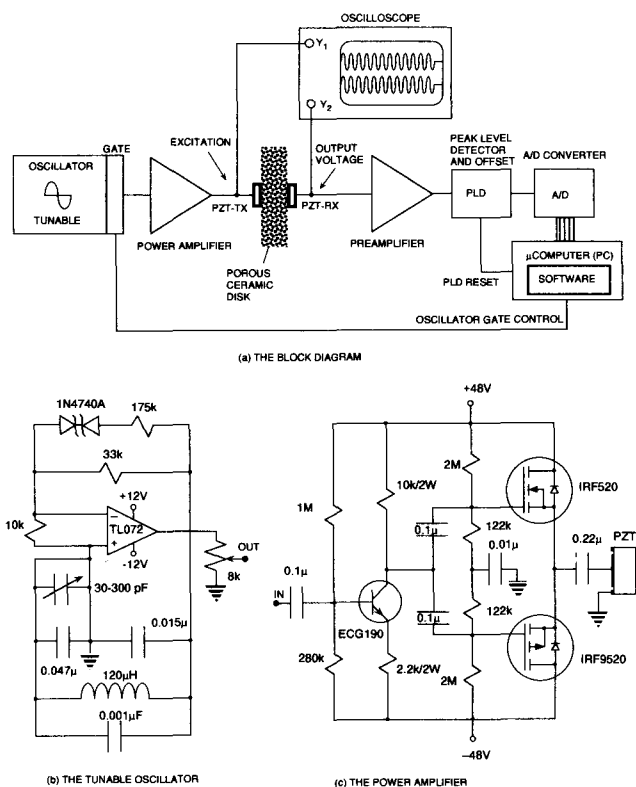 OSCILLOSCOPE
Y1
Y2
EXCITATION
OUTPUT
VOLTAGE
GATE
OSCILLATOR
TUNABLE
PZT-TX
PZT-RX
POWER AMPLIFIER
POROUS
CERAMIC
DISK
PREAMPLIFIER
PEAK LEVEL
DETECTOR
AND OFFSET
PLD
A/D CONVERTER
A/D
µCOMPUTER (PC)
SOFTWARE
PLD RESET
OSCILLATOR GATE CONTROL
(a) THE BLOCK DIAGRAM
1N4740A
175k
33k
+12V
10k
TL072
-12V
OUT
8k
30-300 pF
0.015µ
0.047µ
120µH
0.001µF
(b) THE TUNABLE OSCILLATOR
+48V
2M
IRF520
10k/2W
1M
0.1µ
122k
0.01µ
0.22µ
PZT
0.1µ
IN
ECG190
0.1µ
122k
280k
2.2k/2W
2M
IRF9520
–48V
(c) THE POWER AMPLIFIER